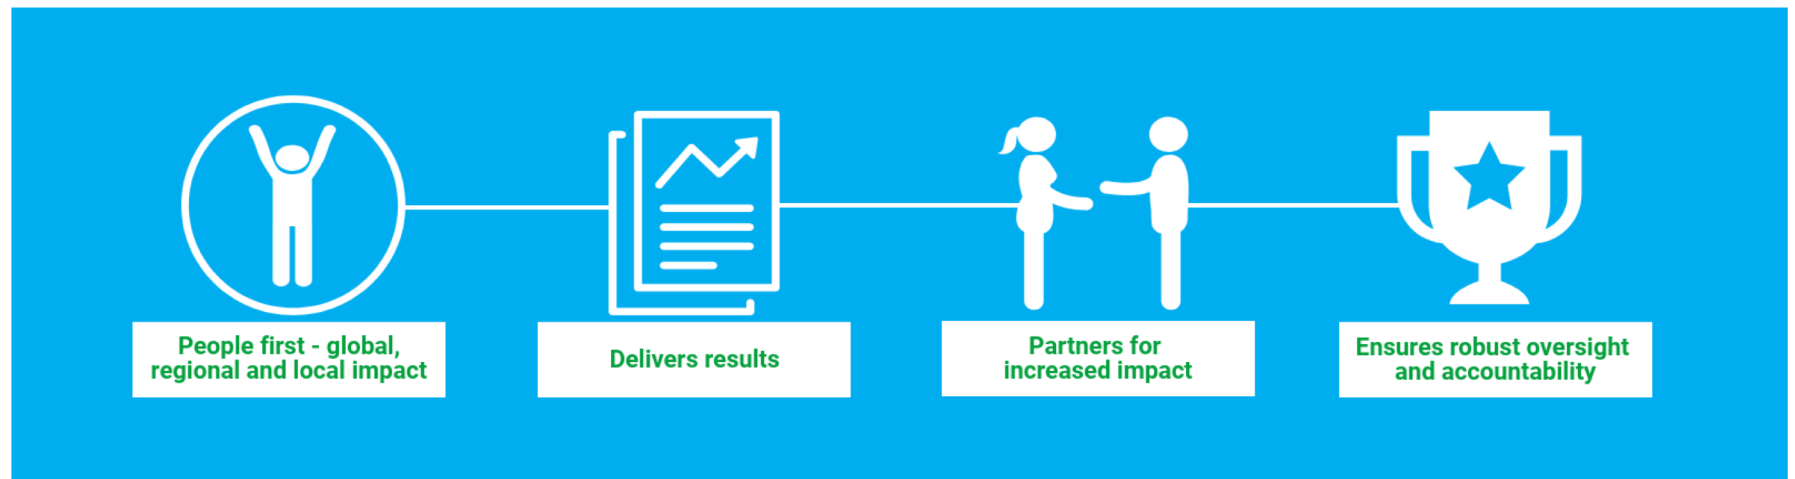 People first - global,
regional and local impact
Delivers results
Partners for
increased impact
Ensures robust oversight
and accountability